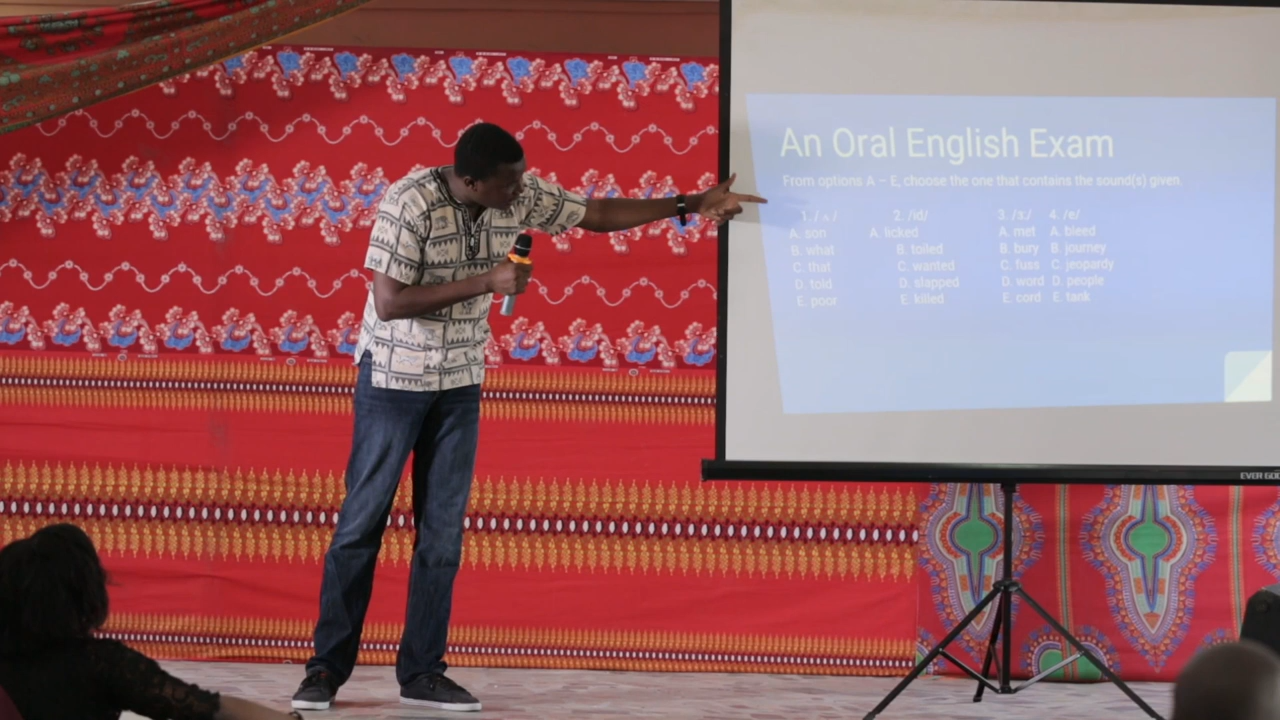 An Oral English Exam
From options A – E, choose the one that contains the sound(s) given.
1. / ʌ / 2. /id/ 3. /ɜ:/ 4. /e/
A. son A. licked A. met A. bleed
B. what B. toiled B. bury B. journey
C. that C. wanted C. fuss C. jeopardy
D. told D. slapped D. word D. people
E. poor E. killed E. cord E. tank
EVER